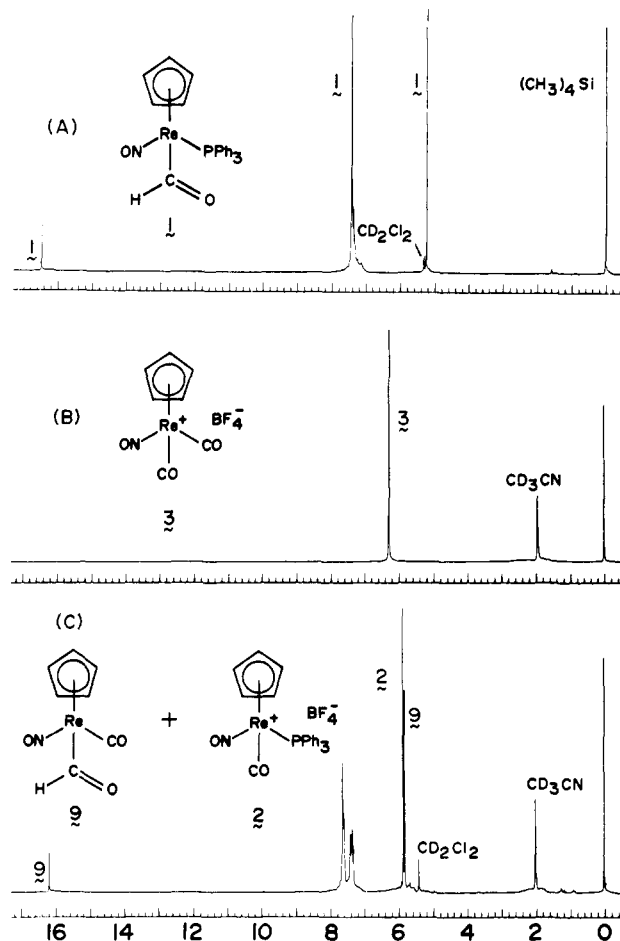 1
1
(CH₃)₄Si
(A)
Re
ON
PPh₃
C
H
O
1
CD₂Cl₂
1
(B)
Re⁺
BF₄⁻
ON
CO
CO
3
3
CD₃CN
(C)
Re
ON
CO
C
H
O
9
+
Re⁺
BF₄⁻
ON
PPh₃
CO
2
2
9
CD₃CN
CD₂Cl₂
9
16 14 12 10 8 6 4 2 0